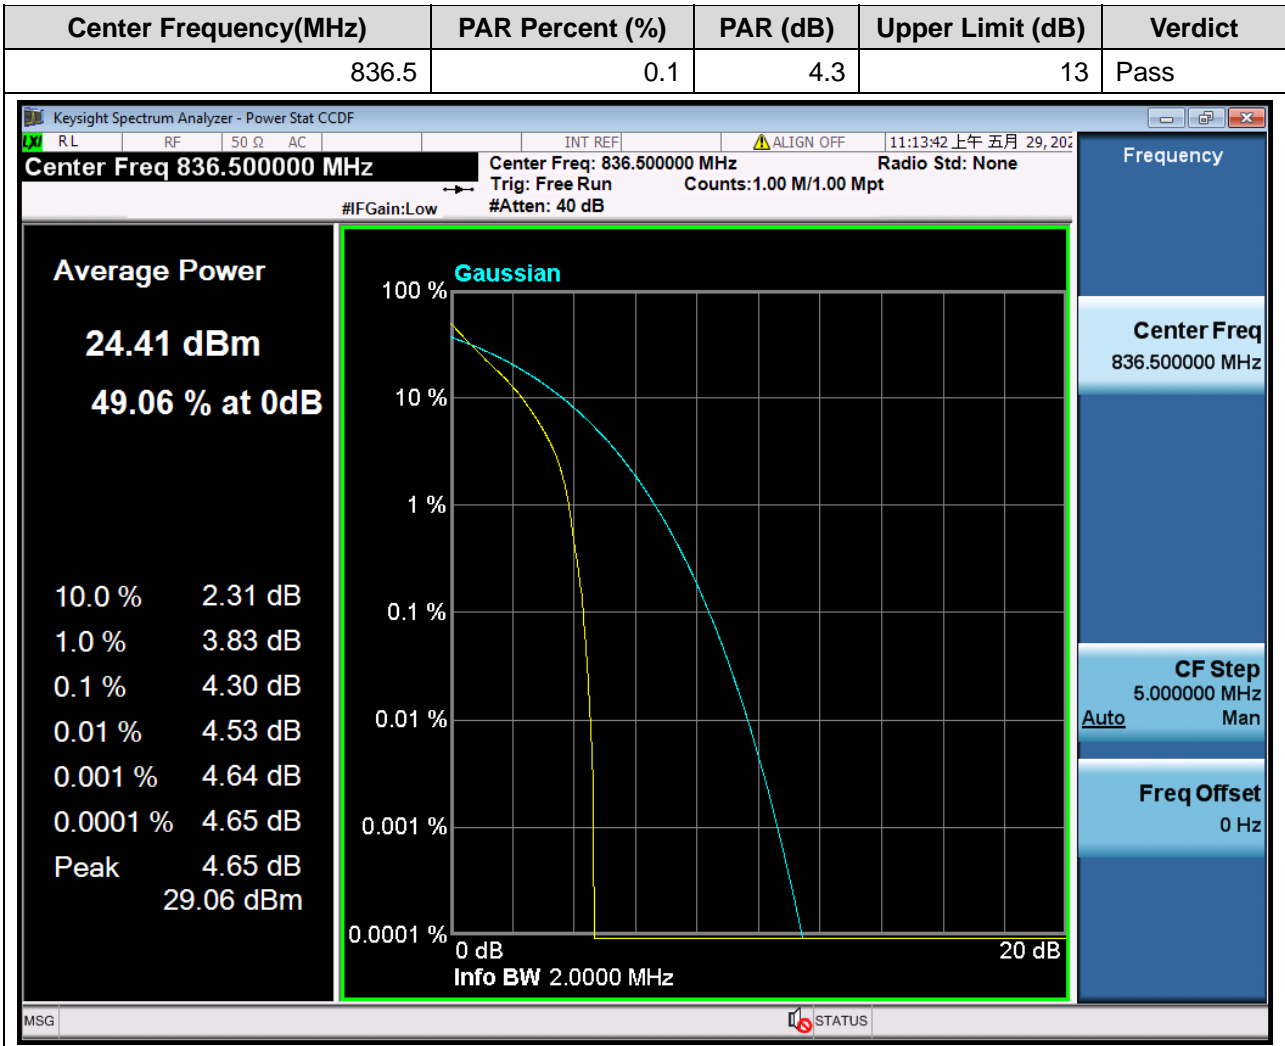 Center Frequency(MHz) PAR Percent (%) PAR (dB) Upper Limit (dB) Verdict
836.5 0.1 4.3 13 Pass
Keysight Spectrum Analyzer - Power Stat CCDF
LXI RL RF 50 Ω AC INT REF ALIGN OFF 11:13:42 上午 五月 29, 202
Center Freq 836.500000 MHz
Center Freq: 836.500000 MHz Radio Std: None
Trig: Free Run Counts:1.00 M/1.00 Mpt
#IFGain:Low #Atten: 40 dB
Frequency
Average Power
24.41 dBm
49.06 % at 0dB
10.0 % 2.31 dB
1.0 % 3.83 dB
0.1 % 4.30 dB
0.01 % 4.53 dB
0.001 % 4.64 dB
0.0001 % 4.65 dB
Peak 4.65 dB
29.06 dBm
Gaussian
100 %
10 %
1 %
0.1 %
0.01 %
0.001 %
0.0001 %
0 dB 20 dB
Info BW 2.0000 MHz
Center Freq
836.500000 MHz
CF Step
5.000000 MHz
Auto Man
Freq Offset
0 Hz
MSG STATUS